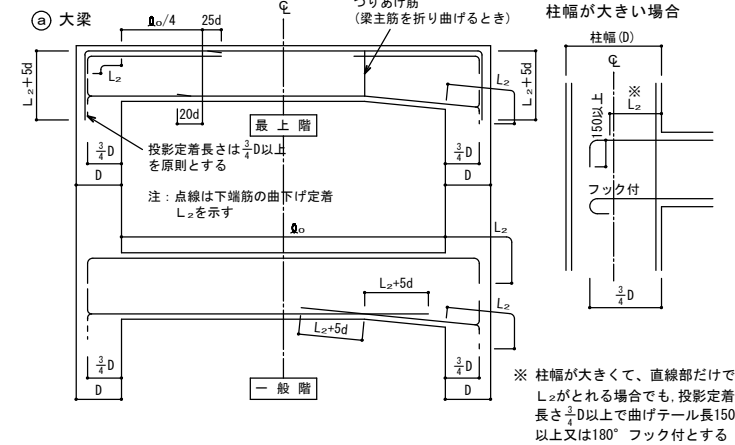 ⓐ 大梁
ℓ₀/4
25d
℄
つりあげ筋
(梁主筋を折り曲げるとき)
L₂+5d
L₂
20d
最上階
L₂
L₂+5d
投影定着長さは3/4D以上
を原則とする
3/4D
D
3/4D
D
注：点線は下端筋の曲下げ定着
L₂を示す
ℓ₀
L₂+5d
L₂+5d
L₂
3/4D
D
3/4D
D
一般階
柱幅が大きい場合
柱幅(D)
℄
※
L₂
150以上
フック付
3/4D
※ 柱幅が大きくて、直線部だけで
L₂がとれる場合でも,投影定着
長さ3/4D以上で曲げテール長150
以上又は180°フック付とする